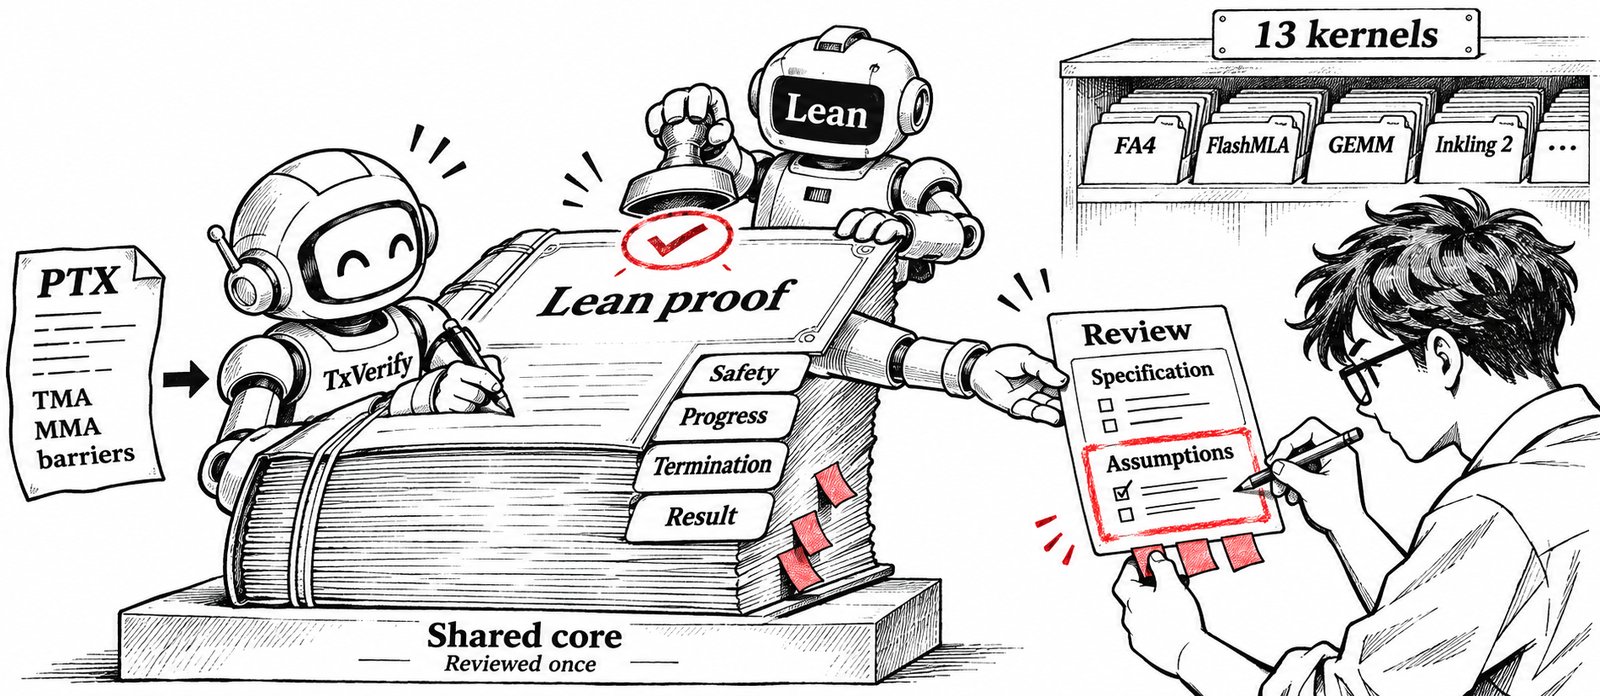 PTX
TMA
MMA
barriers
TxVerify
Lean
Lean proof
Safety
Progress
Termination
Result
Shared core
Reviewed once
13 kernels
FA4
FlashMLA
GEMM
Inkling 2
...
Review
Specification
Assumptions